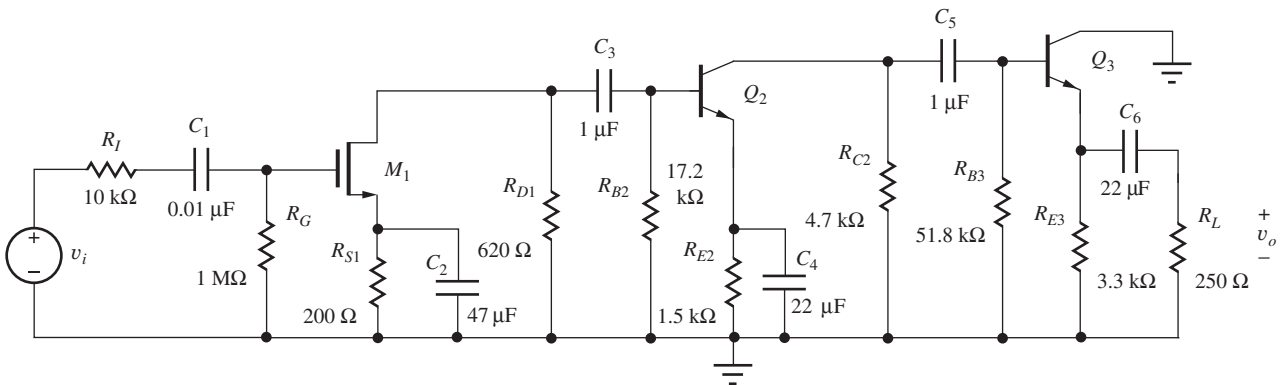 C5
C3
Q3
Q2
1 μF
C6
1 μF
C1
RI
RC2
RB3
17.2
kΩ
M1
22 μF
10 kΩ
RD1
RB2
0.01 μF
RG
4.7 kΩ
RE3
RL
+
vo
−
+
vi
−
51.8 kΩ
RS1
C2
620 Ω
RE2
C4
1 MΩ
3.3 kΩ
250 Ω
200 Ω
47 μF
1.5 kΩ
22 μF